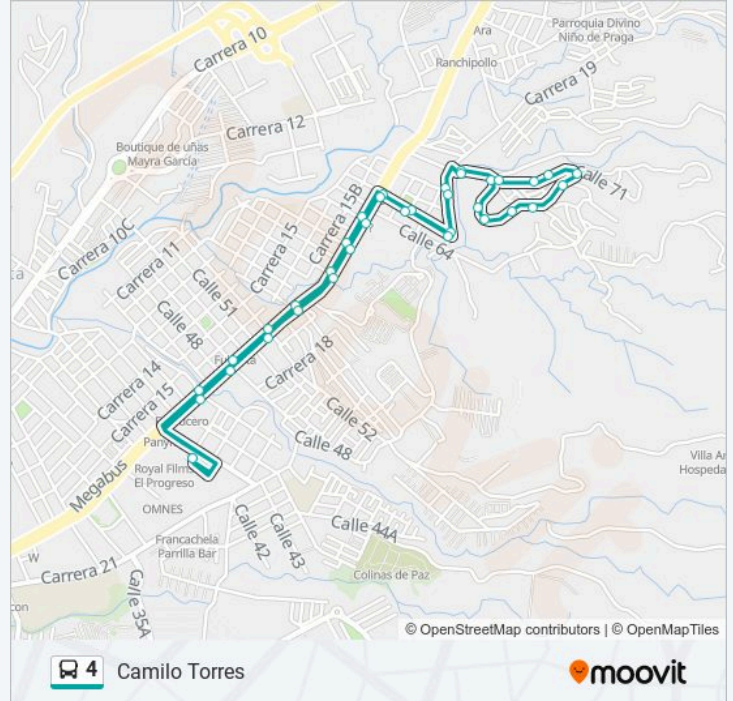 Carrera 10
Ara
Parroquia Divino
Niño de Praga
Ranchipollo
Carrera 19
Carrera 12
Boutique de uñas
Mayra García
Calle 71
Carrera 15B
Carrera 15
Calle 64
Carrera 10C
Carrera 11
Calle 51
Calle 48
Carrera 18
Carrera 14
Carrera 15
Calle 52
Calle 48
Megabus
Royal Films
El Progreso
Villa
OMNES
Calle 44A
Calle 42
Calle 43
Francachela
Parrilla Bar
W
Carrera 21
Colinas de Paz
Calle 35A
© OpenStreetMap contributors | © OpenMapTiles
4 Camilo Torres
moovit